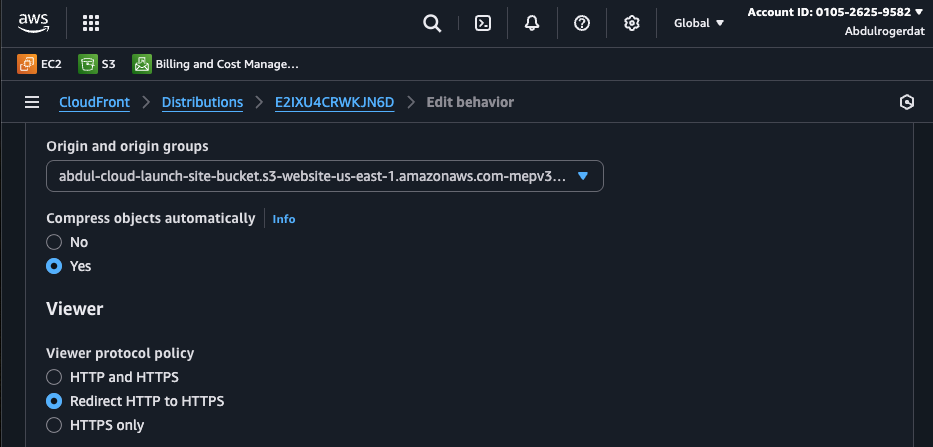 aws
Global
Account ID: 0105-2625-9582
Abdulrogerdat
EC2
S3
Billing and Cost Manage...
CloudFront > Distributions > E2IXU4CRWKJN6D > Edit behavior
Origin and origin groups
abdul-cloud-launch-site-bucket.s3-website-us-east-1.amazonaws.com-mepv3...
Compress objects automatically
Info
No
Yes
Viewer
Viewer protocol policy
HTTP and HTTPS
Redirect HTTP to HTTPS
HTTPS only